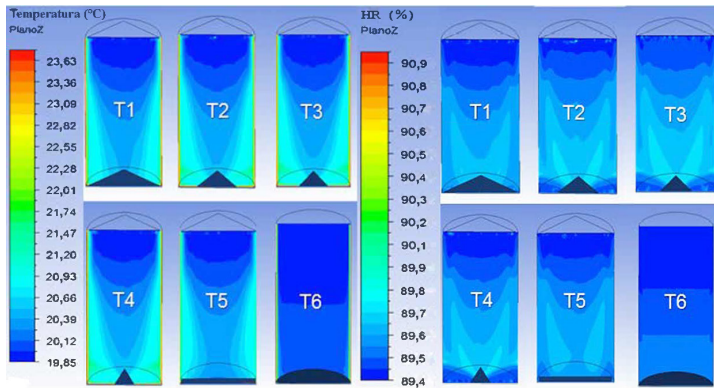 Temperatura (°C)
PlanoZ
23,63
23,36
23,09
22,82
22,55
22,28
22,01
21,74
21,47
21,20
20,93
20,66
20,39
20,12
19,85
T1
T2
T3
T4
T5
T6
HR (%)
PlanoZ
90,9
90,8
90,7
90,6
90,5
90,4
90,3
90,2
90,1
90,0
89,9
89,8
89,6
89,5
89,4
T1
T2
T3
T4
T5
T6